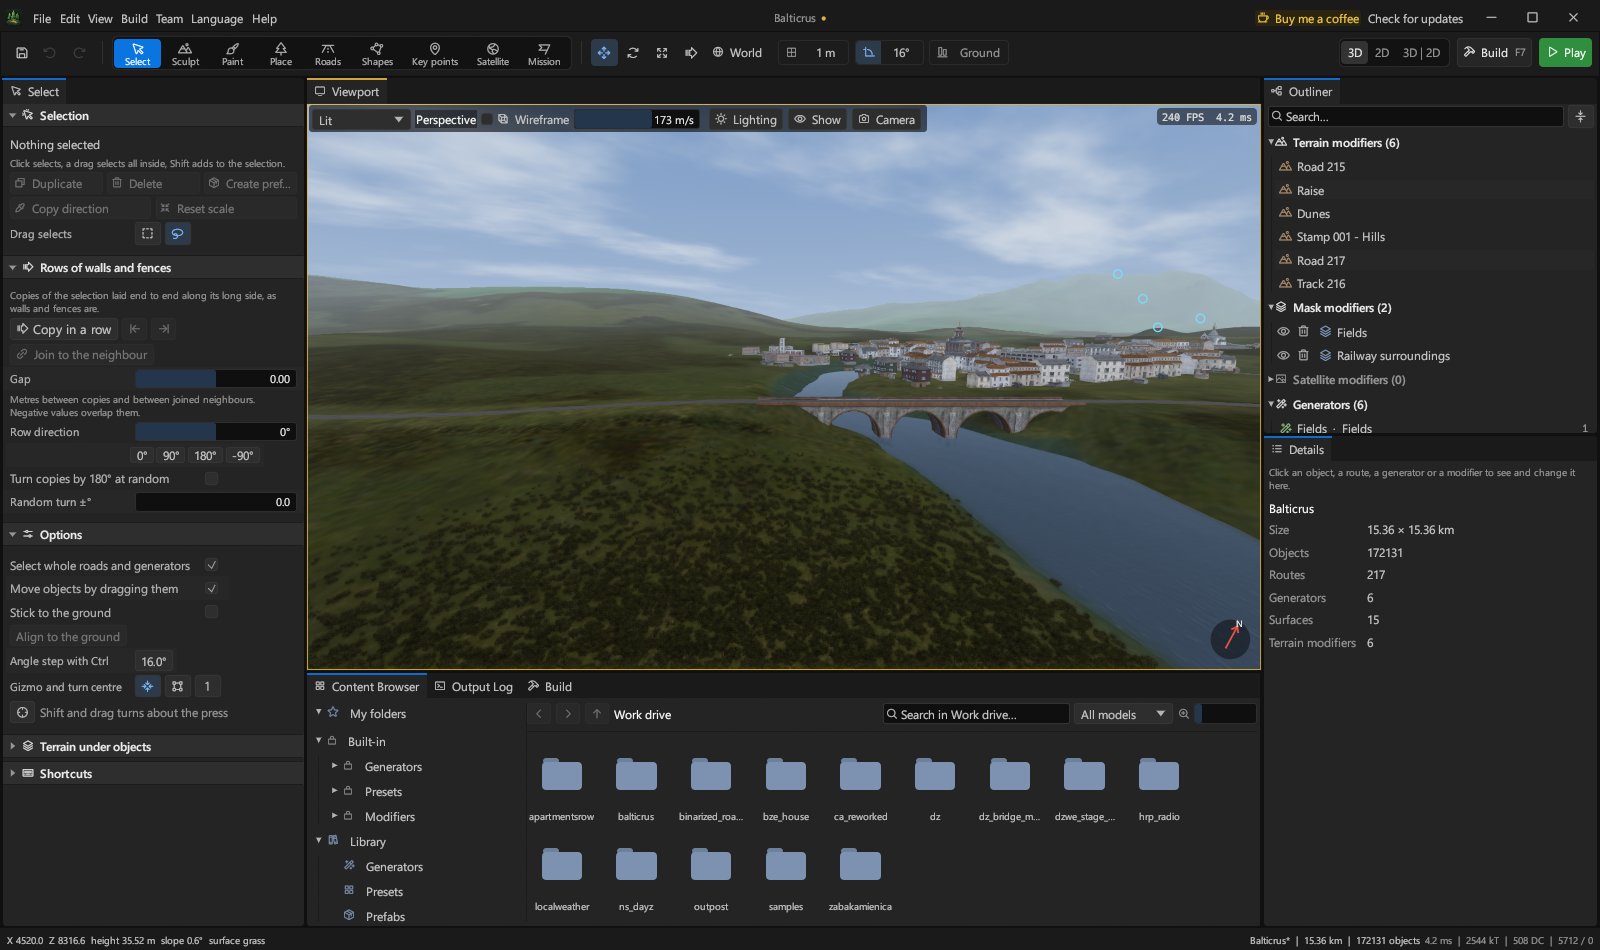 File Edit View Build Team Language Help
Balticrus
Buy me a coffee Check for updates
Select Sculpt Paint Place Roads Shapes Key points Satellite Mission
World 1 m 16° Ground
3D 2D 3D | 2D Build F7 Play
Select
Selection
Nothing selected
Click selects, a drag selects all inside, Shift adds to the selection.
Duplicate Delete Create pref...
Copy direction Reset scale
Drag selects
Rows of walls and fences
Copies of the selection laid end to end along its long side, as
walls and fences are.
Copy in a row
Join to the neighbour
Gap 0.00
Metres between copies and between joined neighbours.
Negative values overlap them.
Row direction 0°
0° 90° 180° -90°
Turn copies by 180° at random
Random turn ±° 0.0
Options
Select whole roads and generators
Move objects by dragging them
Stick to the ground
Align to the ground
Angle step with Ctrl 16.0°
Gizmo and turn centre 1
Shift and drag turns about the press
Terrain under objects
Shortcuts
Viewport
Lit Perspective Wireframe 173 m/s Lighting Show Camera
240 FPS 4.2 ms
N
Content Browser Output Log Build
My folders
Built-in
Generators
Presets
Modifiers
Library
Generators
Presets
Prefabs
Work drive
Search in Work drive... All models
apartmentsrow balticrus binarized_roa... bze_house ca_reworked dz dz_bridge_m... dzwe_stage_... hrp_radio
localweather ns_dayz outpost samples zabakamienica
Outliner
Search...
Terrain modifiers (6)
Road 215
Raise
Dunes
Stamp 001 - Hills
Road 217
Track 216
Mask modifiers (2)
Fields
Railway surroundings
Satellite modifiers (0)
Generators (6)
Fields · Fields 1
Details
Click an object, a route, a generator or a modifier to see and change it
here.
Balticrus
Size 15.36 × 15.36 km
Objects 172131
Routes 217
Generators 6
Surfaces 15
Terrain modifiers 6
X 4520.0 Z 8316.6 height 35.52 m slope 0.6° surface grass
Balticrus* | 15.36 km | 172131 objects 4.2 ms | 2544 kT | 508 DC | 5712 / 0